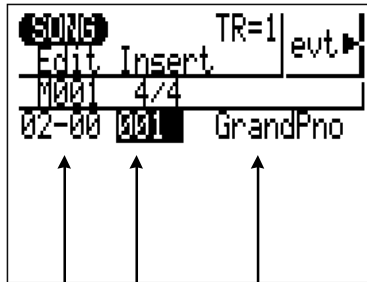 SONG TR=1 evt
Edit Insert
M001 4/4
02-00 001 GrandPno